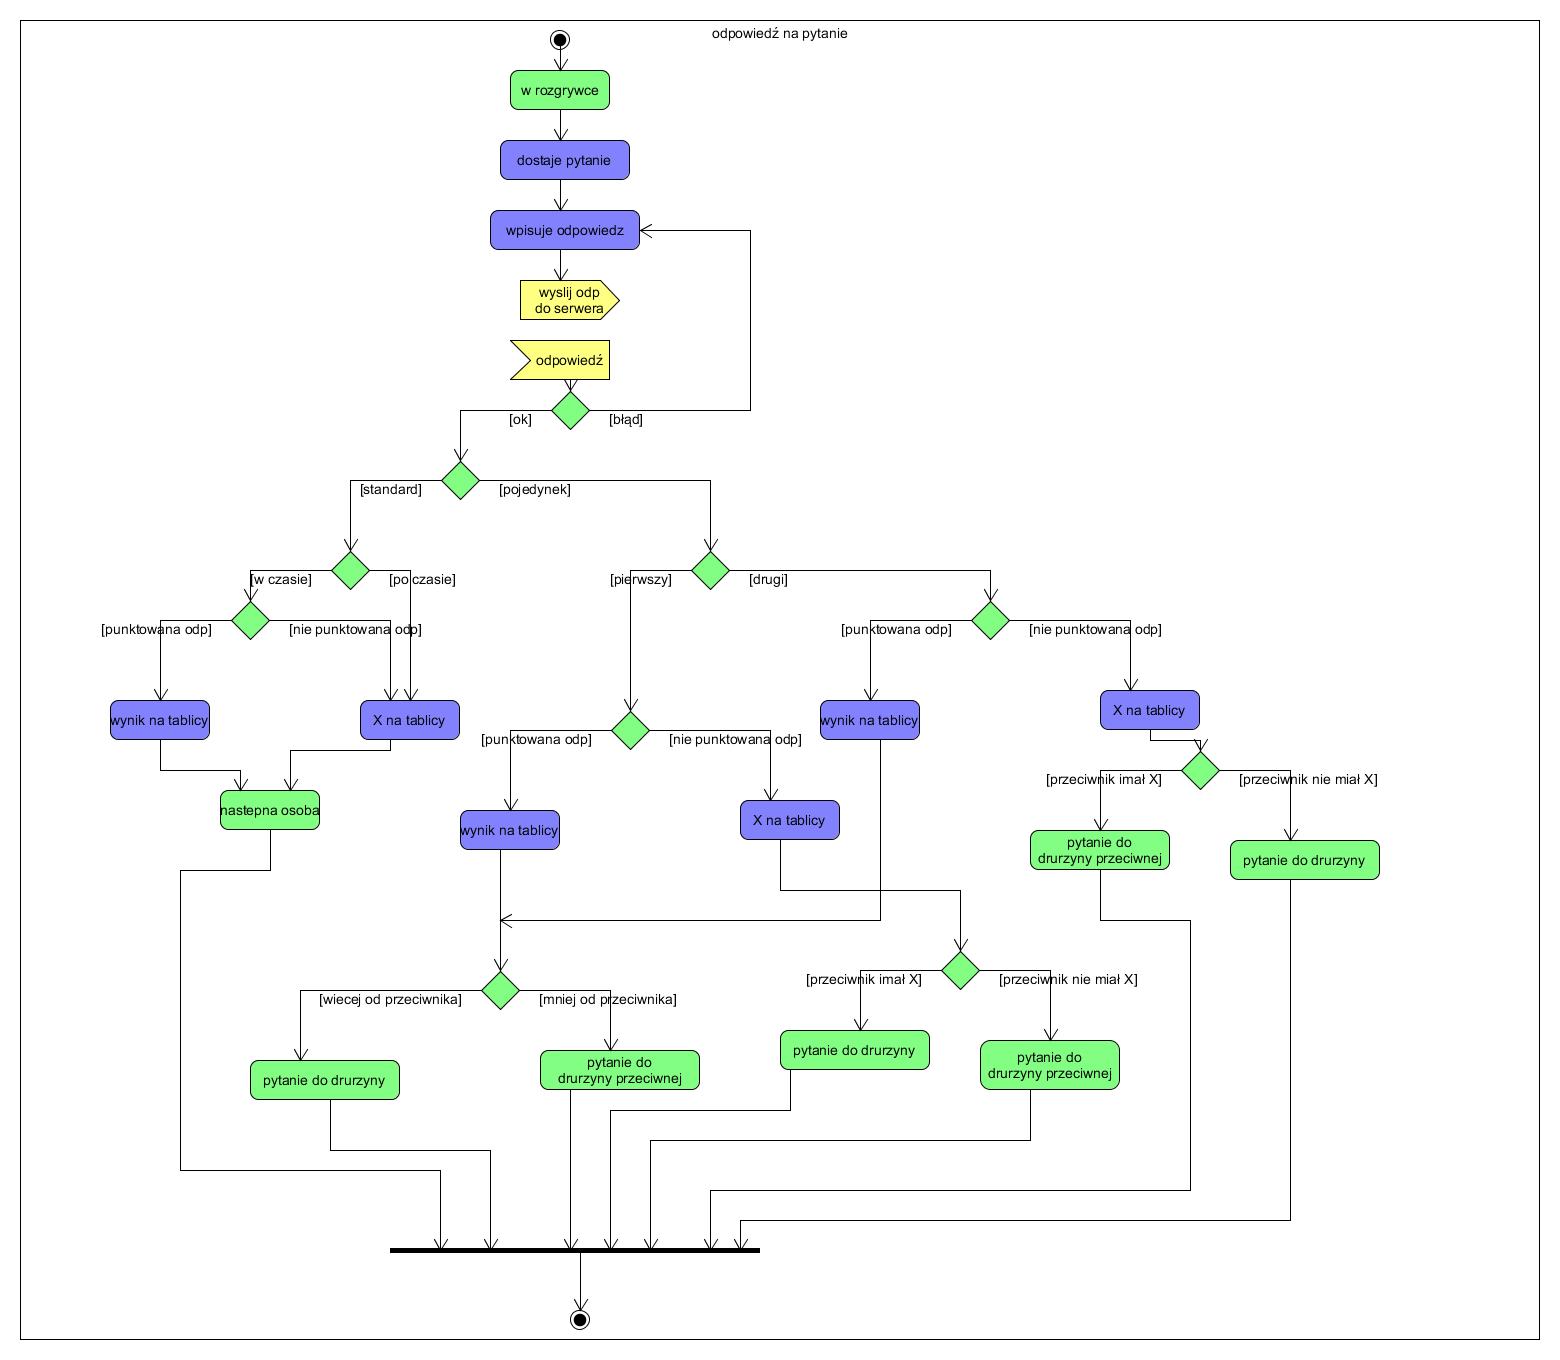 odpowiedź na pytanie
w rozgrywce
dostaje pytanie
wpisuje odpowiedz
wyslij odp
do serwera
odpowiedź
[ok]
[błąd]
[standard]
[pojedynek]
[w czasie]
[po czasie]
[pierwszy]
[drugi]
[punktowana odp]
[nie punktowana odp]
[punktowana odp]
[nie punktowana odp]
wynik na tablicy
X na tablicy
wynik na tablicy
X na tablicy
[punktowana odp]
[nie punktowana odp]
[przeciwnik imał X]
[przeciwnik nie miał X]
nastepna osoba
wynik na tablicy
X na tablicy
pytanie do
drurzyny przeciwnej
pytanie do drurzyny
[wiecej od przeciwnika]
[mniej od przeciwnika]
[przeciwnik imał X]
[przeciwnik nie miał X]
pytanie do drurzyny
pytanie do
drurzyny przeciwnej
pytanie do drurzyny
pytanie do
drurzyny przeciwnej